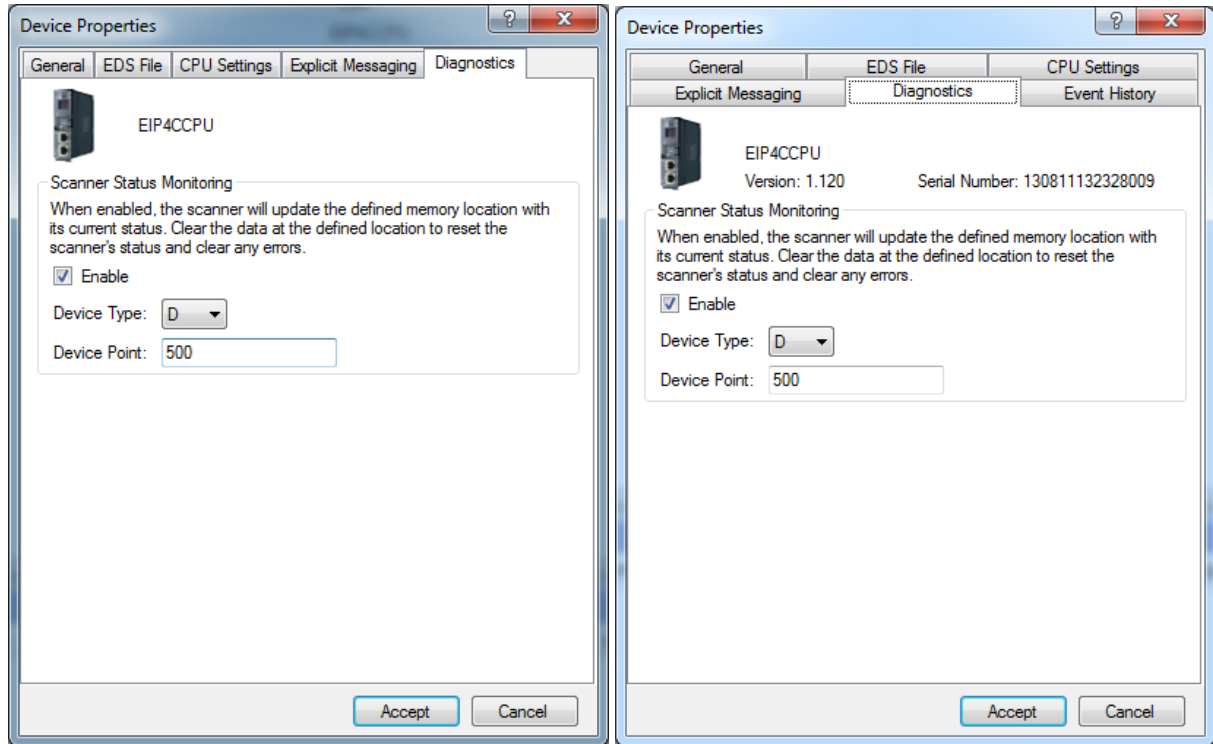 Device Properties
General EDS File CPU Settings Explicit Messaging Diagnostics
EIP4CCPU
Scanner Status Monitoring
When enabled, the scanner will update the defined memory location with
its current status. Clear the data at the defined location to reset the
scanner's status and clear any errors.
Enable
Device Type: D
Device Point: 500
Accept Cancel
Device Properties
General EDS File CPU Settings
Explicit Messaging Diagnostics Event History
EIP4CCPU
Version: 1.120 Serial Number: 130811132328009
Scanner Status Monitoring
When enabled, the scanner will update the defined memory location with
its current status. Clear the data at the defined location to reset the
scanner's status and clear any errors.
Enable
Device Type: D
Device Point: 500
Accept Cancel